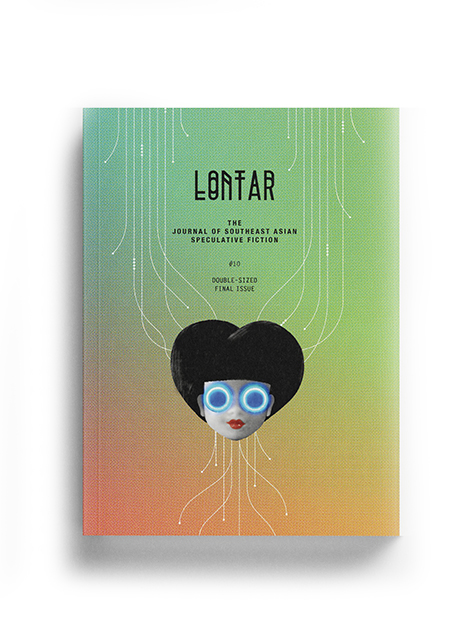 LONTAR
THE
JOURNAL OF SOUTHEAST ASIAN
SPECULATIVE FICTION
#10
DOUBLE-SIZED
FINAL ISSUE